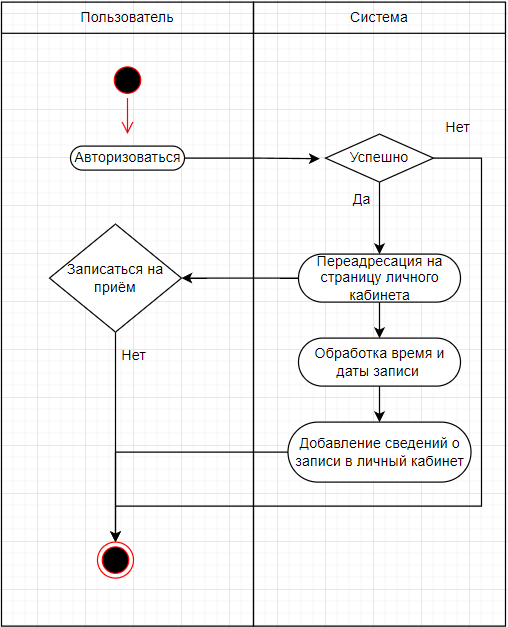 Пользователь
Система
Нет
Авторизоваться
Успешно
Да
Записаться на
приём
Переадресация на
страницу личного
кабинета
Нет
Обработка время и
даты записи
Добавление сведений о
записи в личный кабинет